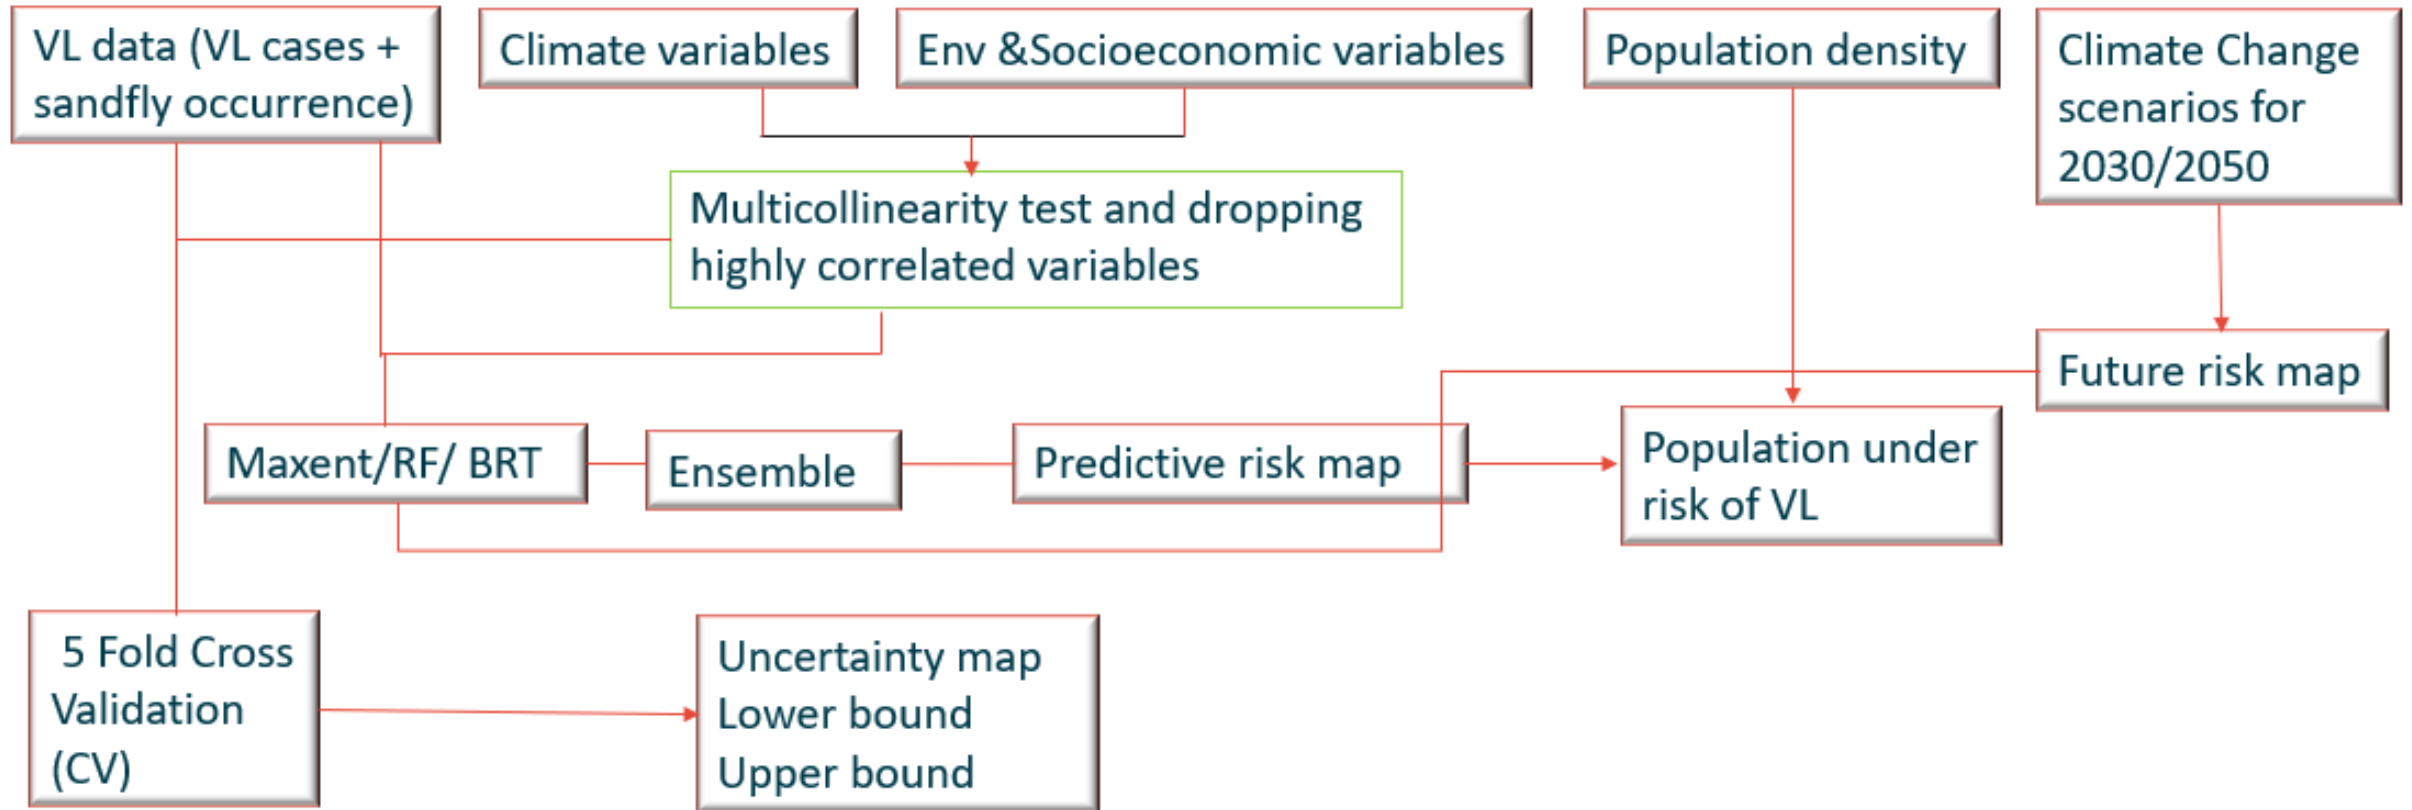 VL data (VL cases +
sandfly occurrence)
Climate variables
Env &Socioeconomic variables
Population density
Climate Change
scenarios for
2030/2050
Multicollinearity test and dropping
highly correlated variables
Future risk map
Maxent/RF/ BRT
Ensemble
Predictive risk map
Population under
risk of VL
5 Fold Cross
Validation
(CV)
Uncertainty map
Lower bound
Upper bound